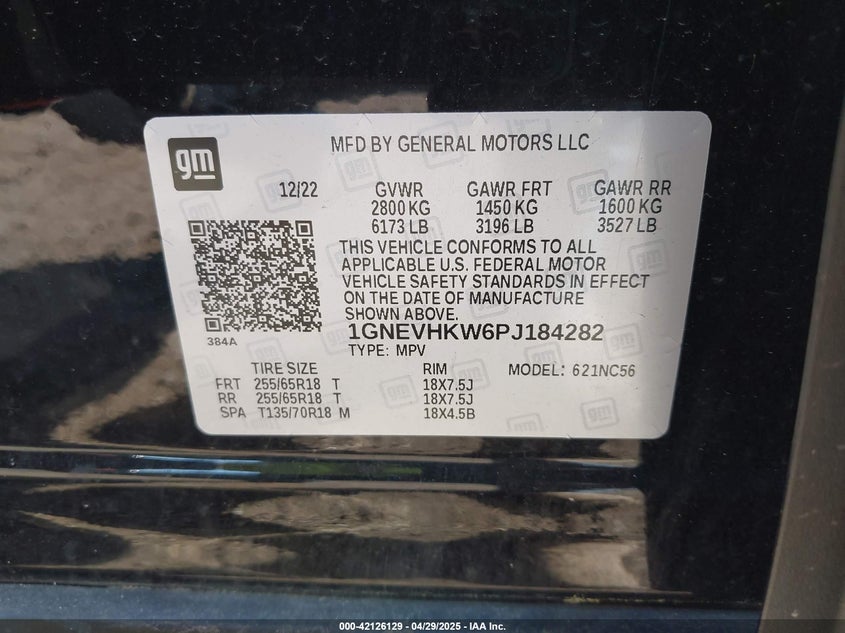 gm
MFD BY GENERAL MOTORS LLC
12/22 GVWR GAWR FRT GAWR RR
2800 KG 1450 KG 1600 KG
6173 LB 3196 LB 3527 LB
THIS VEHICLE CONFORMS TO ALL
APPLICABLE U.S. FEDERAL MOTOR
VEHICLE SAFETY STANDARDS IN EFFECT
ON THE DATE OF MANUFACTURE
SHOWN ABOVE.
384A
1GNEVHKW6PJ184282
TYPE: MPV
TIRE SIZE RIM MODEL: 621NC56
FRT 255/65R18 T 18X7.5J
RR 255/65R18 T 18X7.5J
SPA T135/70R18 M 18X4.5B
000-42126129 - 04/29/2025 - IAA Inc.